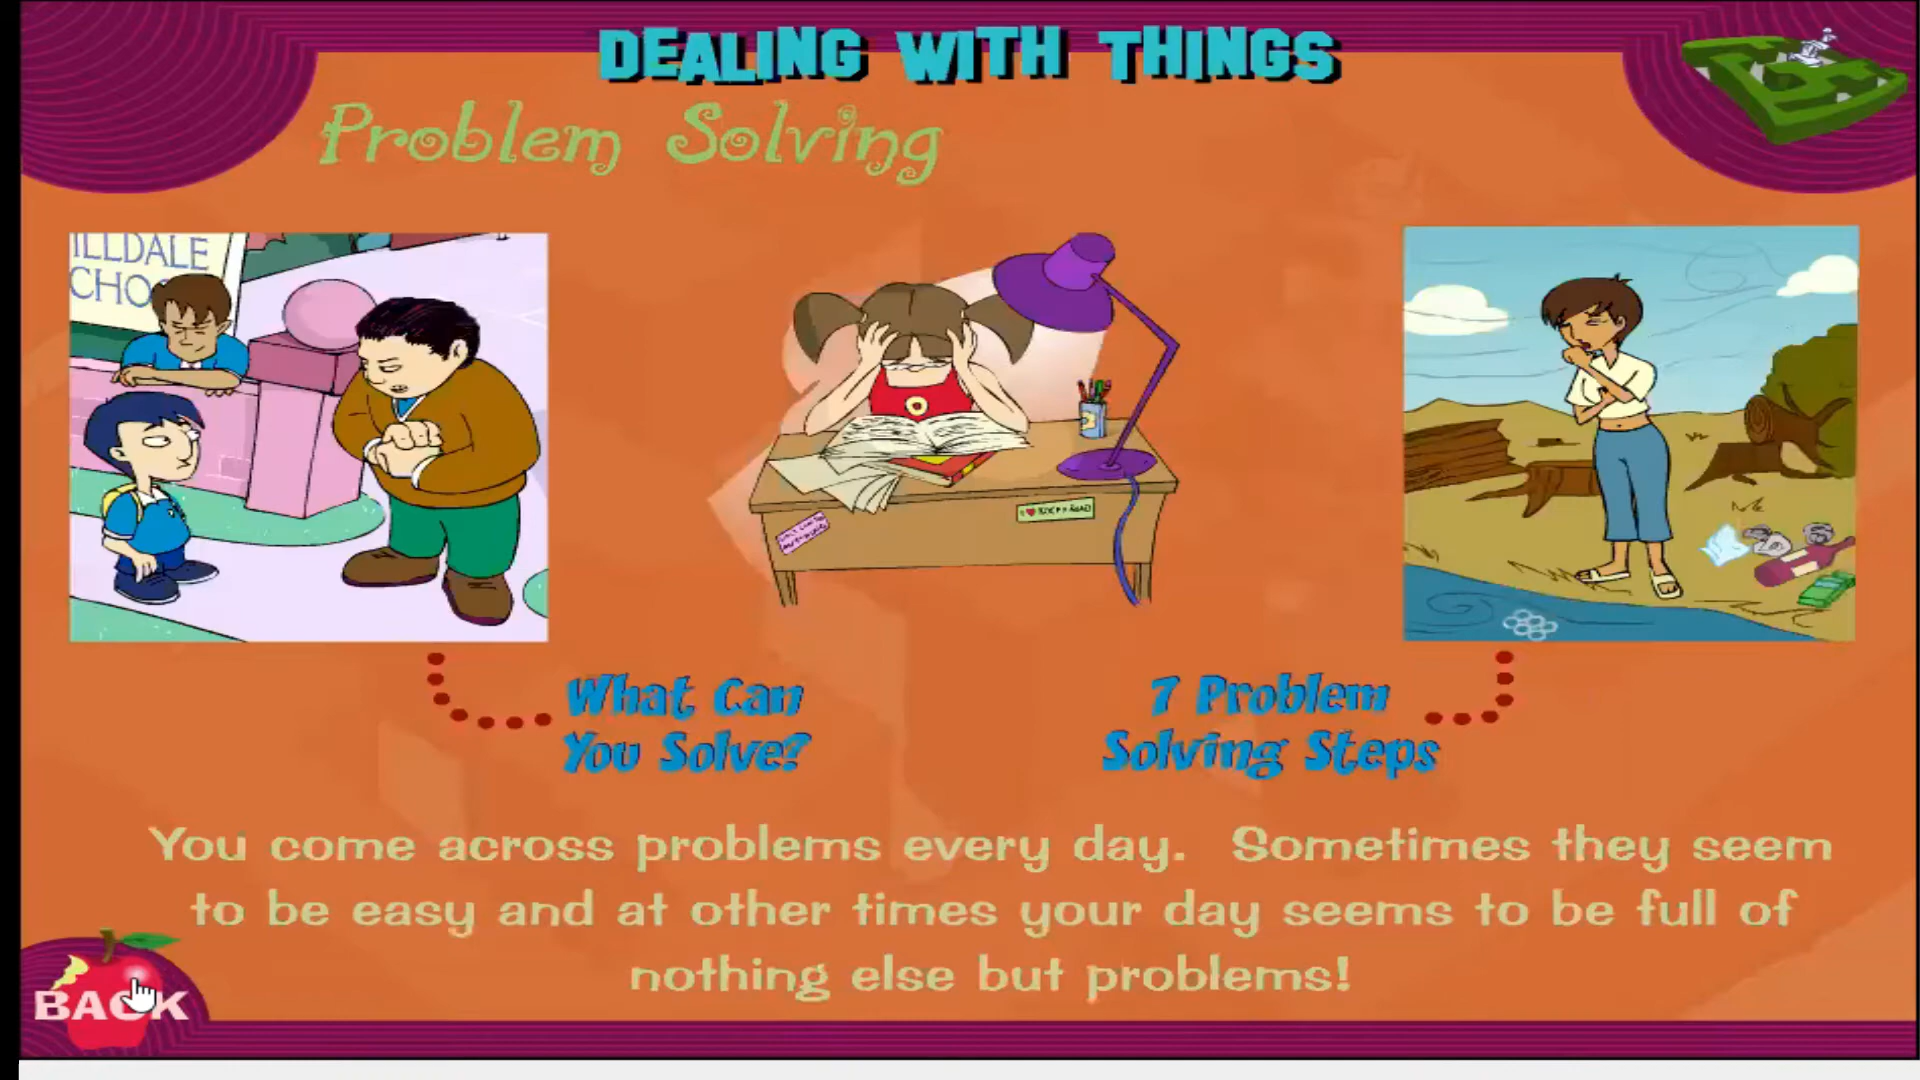 DEALING WITH THINGS
Problem Solving
ILLDALE
CHO
What Can
You Solve?
7 Problem
Solving Steps
You come across problems every day. Sometimes they seem
to be easy and at other times your day seems to be full of
nothing else but problems!
BACK